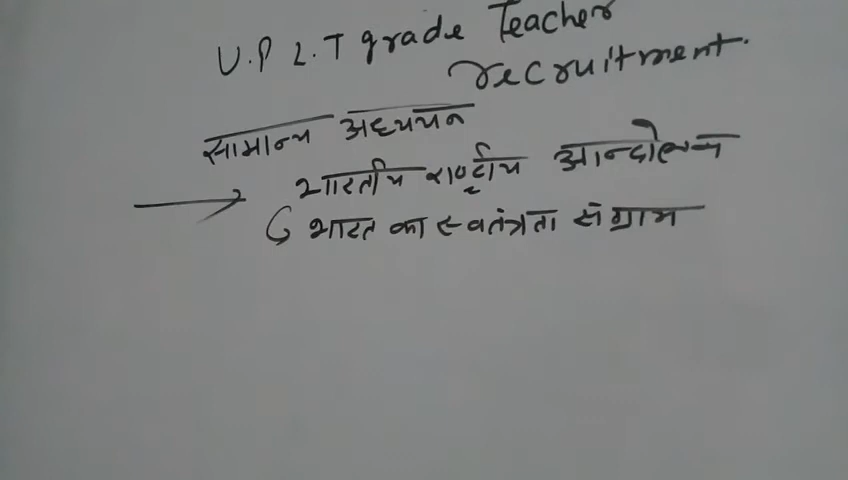 U.P L.T grade Teacher
recruitment.
सामान्य अध्ययन
भारतीय राष्ट्रीय आन्दोलन
भारत का स्वतंत्रता संग्राम